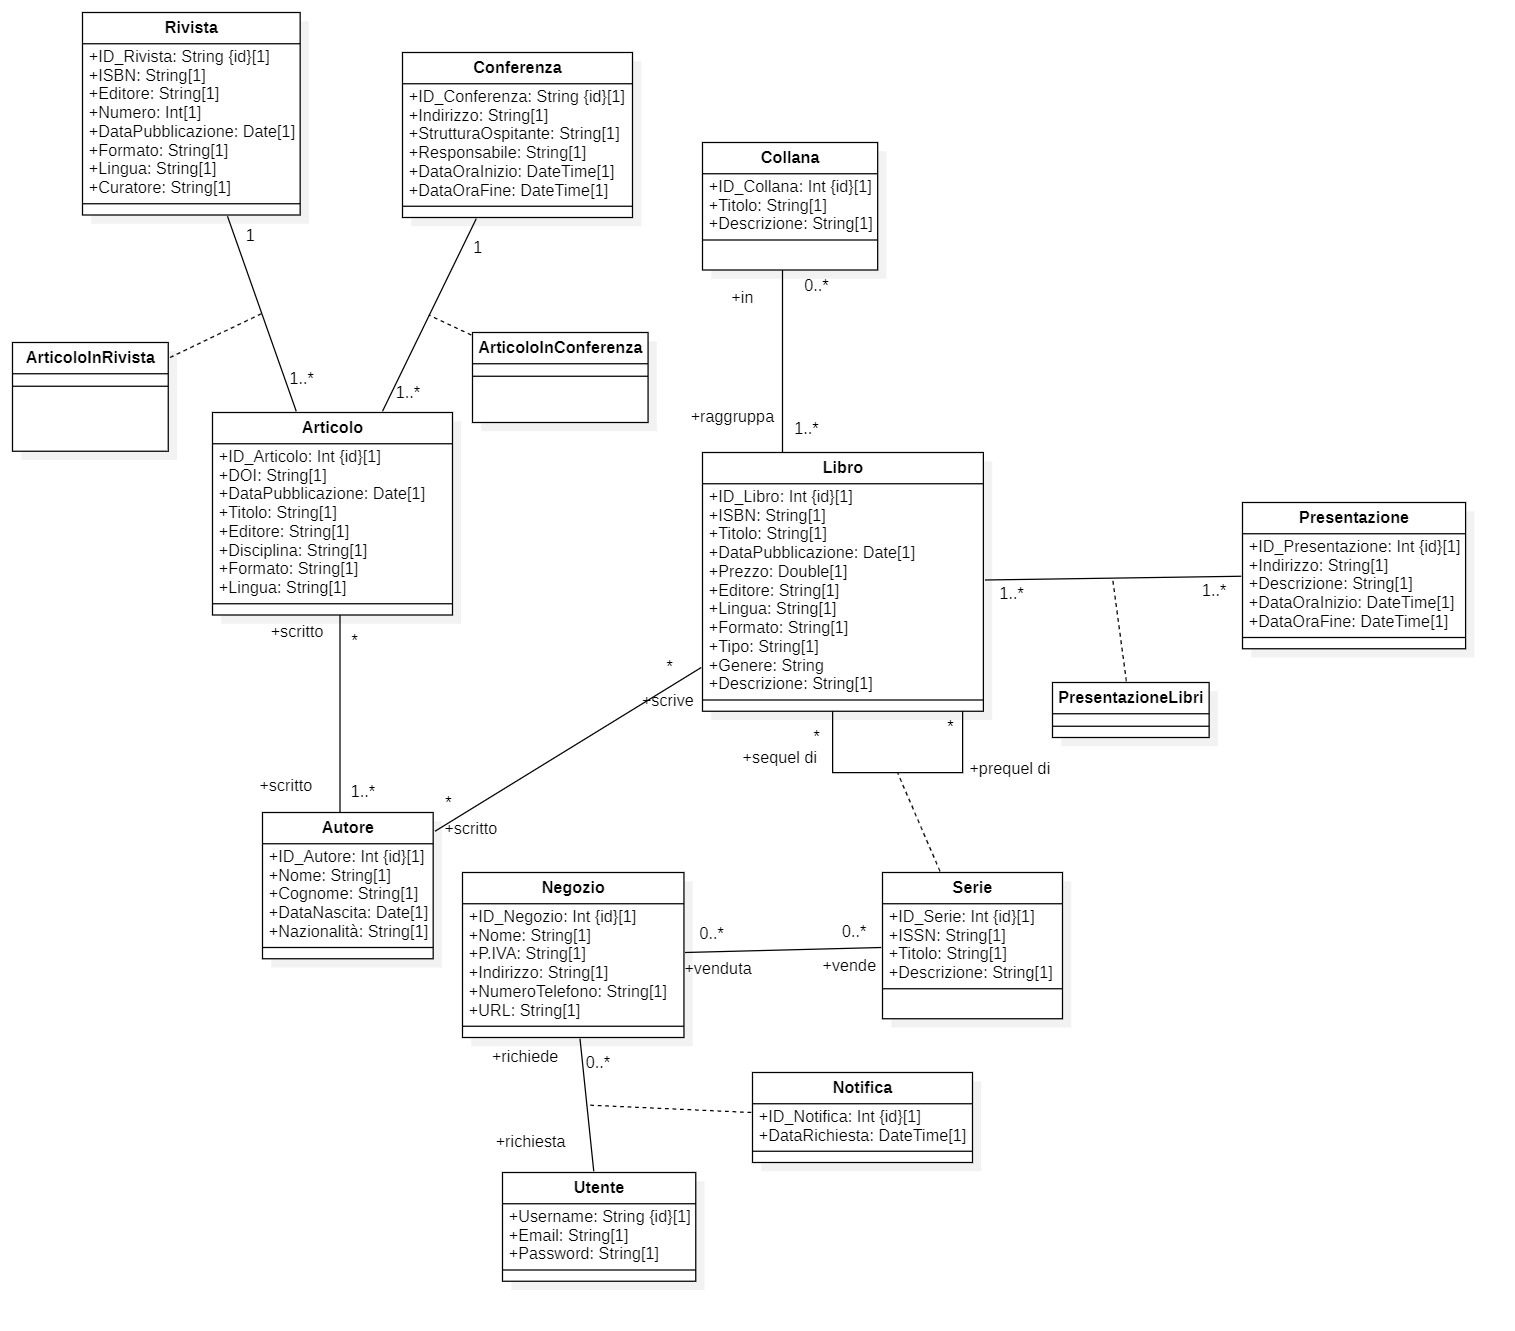 Rivista
+ID_Rivista: String {id}[1]
+ISBN: String[1]
+Editore: String[1]
+Numero: Int[1]
+DataPubblicazione: Date[1]
+Formato: String[1]
+Lingua: String[1]
+Curatore: String[1]
Conferenza
+ID_Conferenza: String {id}[1]
+Indirizzo: String[1]
+StrutturaOspitante: String[1]
+Responsabile: String[1]
+DataOraInizio: DateTime[1]
+DataOraFine: DateTime[1]
Collana
+ID_Collana: Int {id}[1]
+Titolo: String[1]
+Descrizione: String[1]
1
1
+in
0..*
ArticoloInRivista
ArticoloInConferenza
1..*
1..*
+raggruppa
1..*
Articolo
+ID_Articolo: Int {id}[1]
+DOI: String[1]
+DataPubblicazione: Date[1]
+Titolo: String[1]
+Editore: String[1]
+Disciplina: String[1]
+Formato: String[1]
+Lingua: String[1]
Libro
+ID_Libro: Int {id}[1]
+ISBN: String[1]
+Titolo: String[1]
+DataPubblicazione: Date[1]
+Prezzo: Double[1]
+Editore: String[1]
+Lingua: String[1]
+Formato: String[1]
+Tipo: String[1]
+Genere: String
+Descrizione: String[1]
Presentazione
+ID_Presentazione: Int {id}[1]
+Indirizzo: String[1]
+Descrizione: String[1]
+DataOraInizio: DateTime[1]
+DataOraFine: DateTime[1]
1..*
1..*
PresentazioneLibri
+scritto
*
*
+scrive
*
+sequel di
*
+prequel di
+scritto
1..*
*
+scritto
Autore
+ID_Autore: Int {id}[1]
+Nome: String[1]
+Cognome: String[1]
+DataNascita: Date[1]
+Nazionalità: String[1]
Negozio
+ID_Negozio: Int {id}[1]
+Nome: String[1]
+P.IVA: String[1]
+Indirizzo: String[1]
+NumeroTelefono: String[1]
+URL: String[1]
0..*
+venduta
0..*
+vende
Serie
+ID_Serie: Int {id}[1]
+ISSN: String[1]
+Titolo: String[1]
+Descrizione: String[1]
+richiede
0..*
+richiesta
Notifica
+ID_Notifica: Int {id}[1]
+DataRichiesta: DateTime[1]
Utente
+Username: String {id}[1]
+Email: String[1]
+Password: String[1]